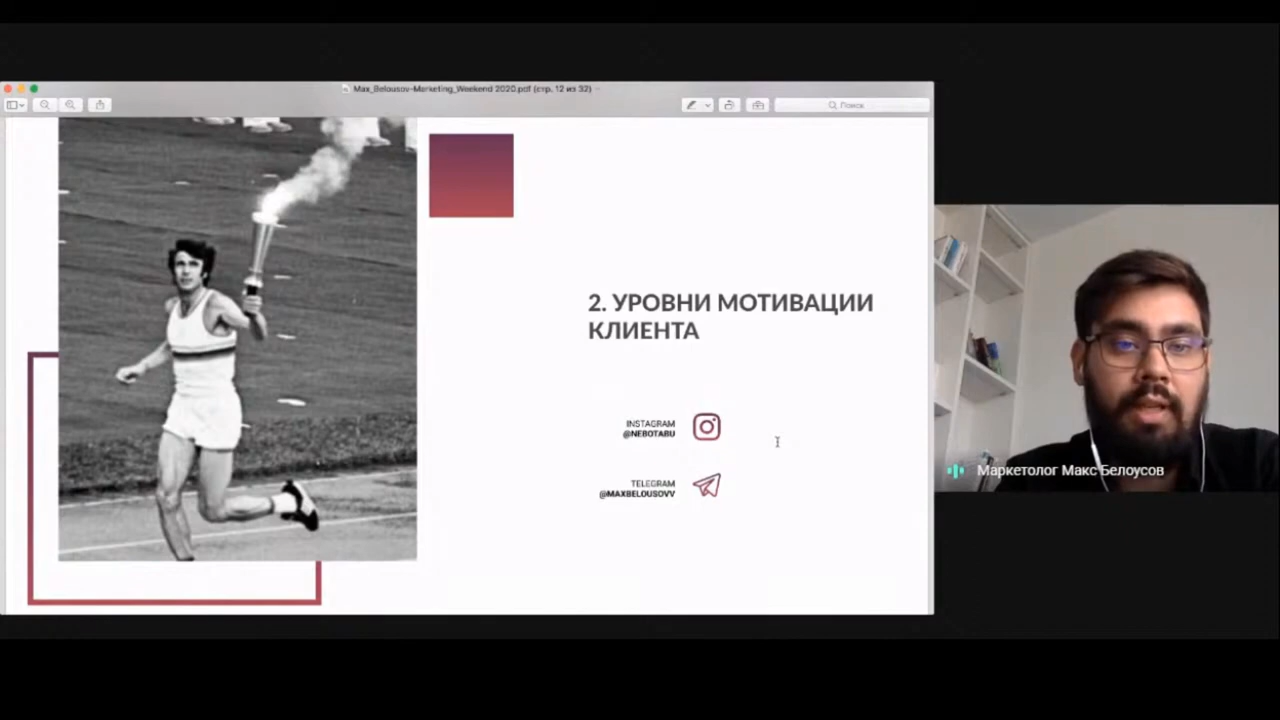 Max_Belousov-Marketing_Weekend 2020.pdf (стр. 12 из 32)
Поиск
2. УРОВНИ МОТИВАЦИИ
КЛИЕНТА
INSTAGRAM
@NEBOTABU
TELEGRAM
@MAXBELOUSOVV
Маркетолог Макс Белоусов